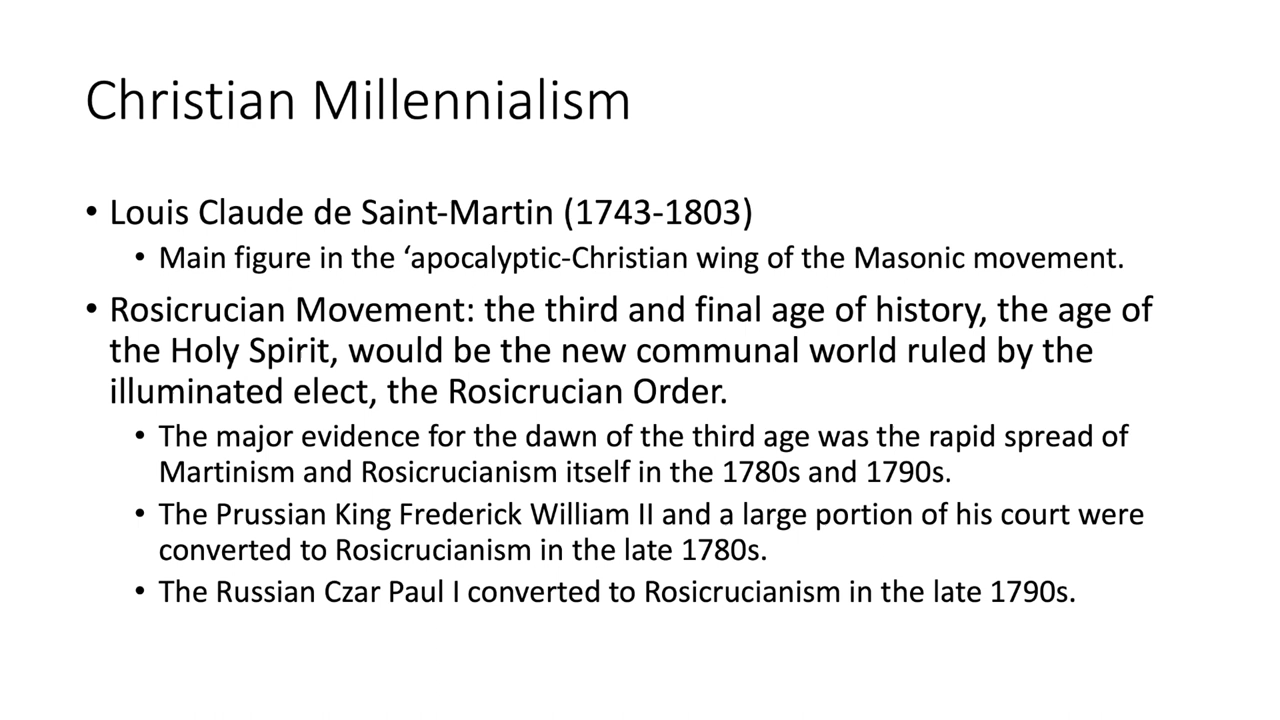 Christian Millennialism
• Louis Claude de Saint-Martin (1743-1803)
• Main figure in the ‘apocalyptic-Christian wing of the Masonic movement.
• Rosicrucian Movement: the third and final age of history, the age of
the Holy Spirit, would be the new communal world ruled by the
illuminated elect, the Rosicrucian Order.
• The major evidence for the dawn of the third age was the rapid spread of
Martinism and Rosicrucianism itself in the 1780s and 1790s.
• The Prussian King Frederick William II and a large portion of his court were
converted to Rosicrucianism in the late 1780s.
• The Russian Czar Paul I converted to Rosicrucianism in the late 1790s.